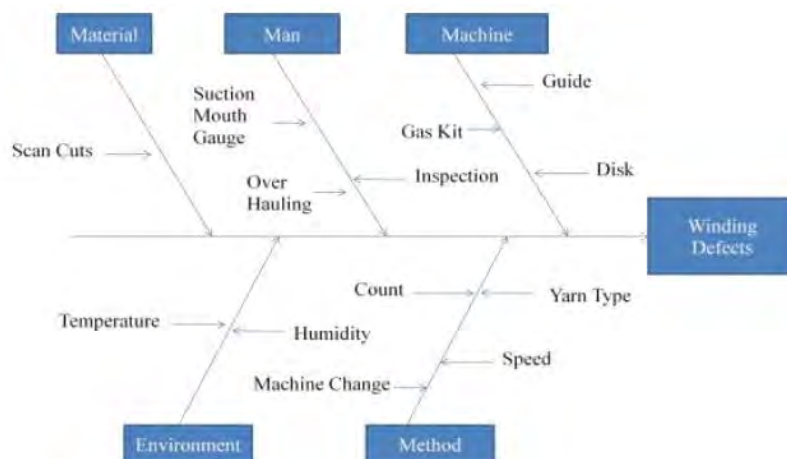 Material
Man
Machine
Guide
Suction
Mouth
Gauge
Gas Kit
Scan Cuts
Inspection
Disk
Over
Hauling
Winding
Defects
Count
Yarn Type
Temperature
Humidity
Speed
Machine Change
Environment
Method